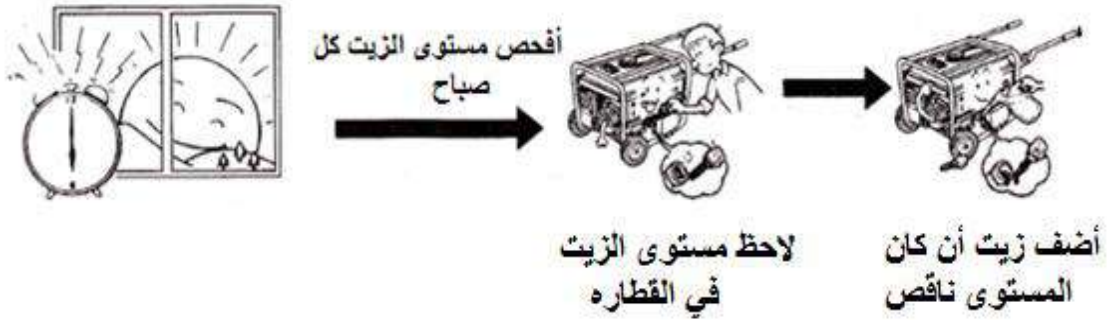 أفحص مستوى الزيت كل
صباح
لاحظ مستوى الزيت
في القطاره
أضف زيت أن كان
المستوى ناقص